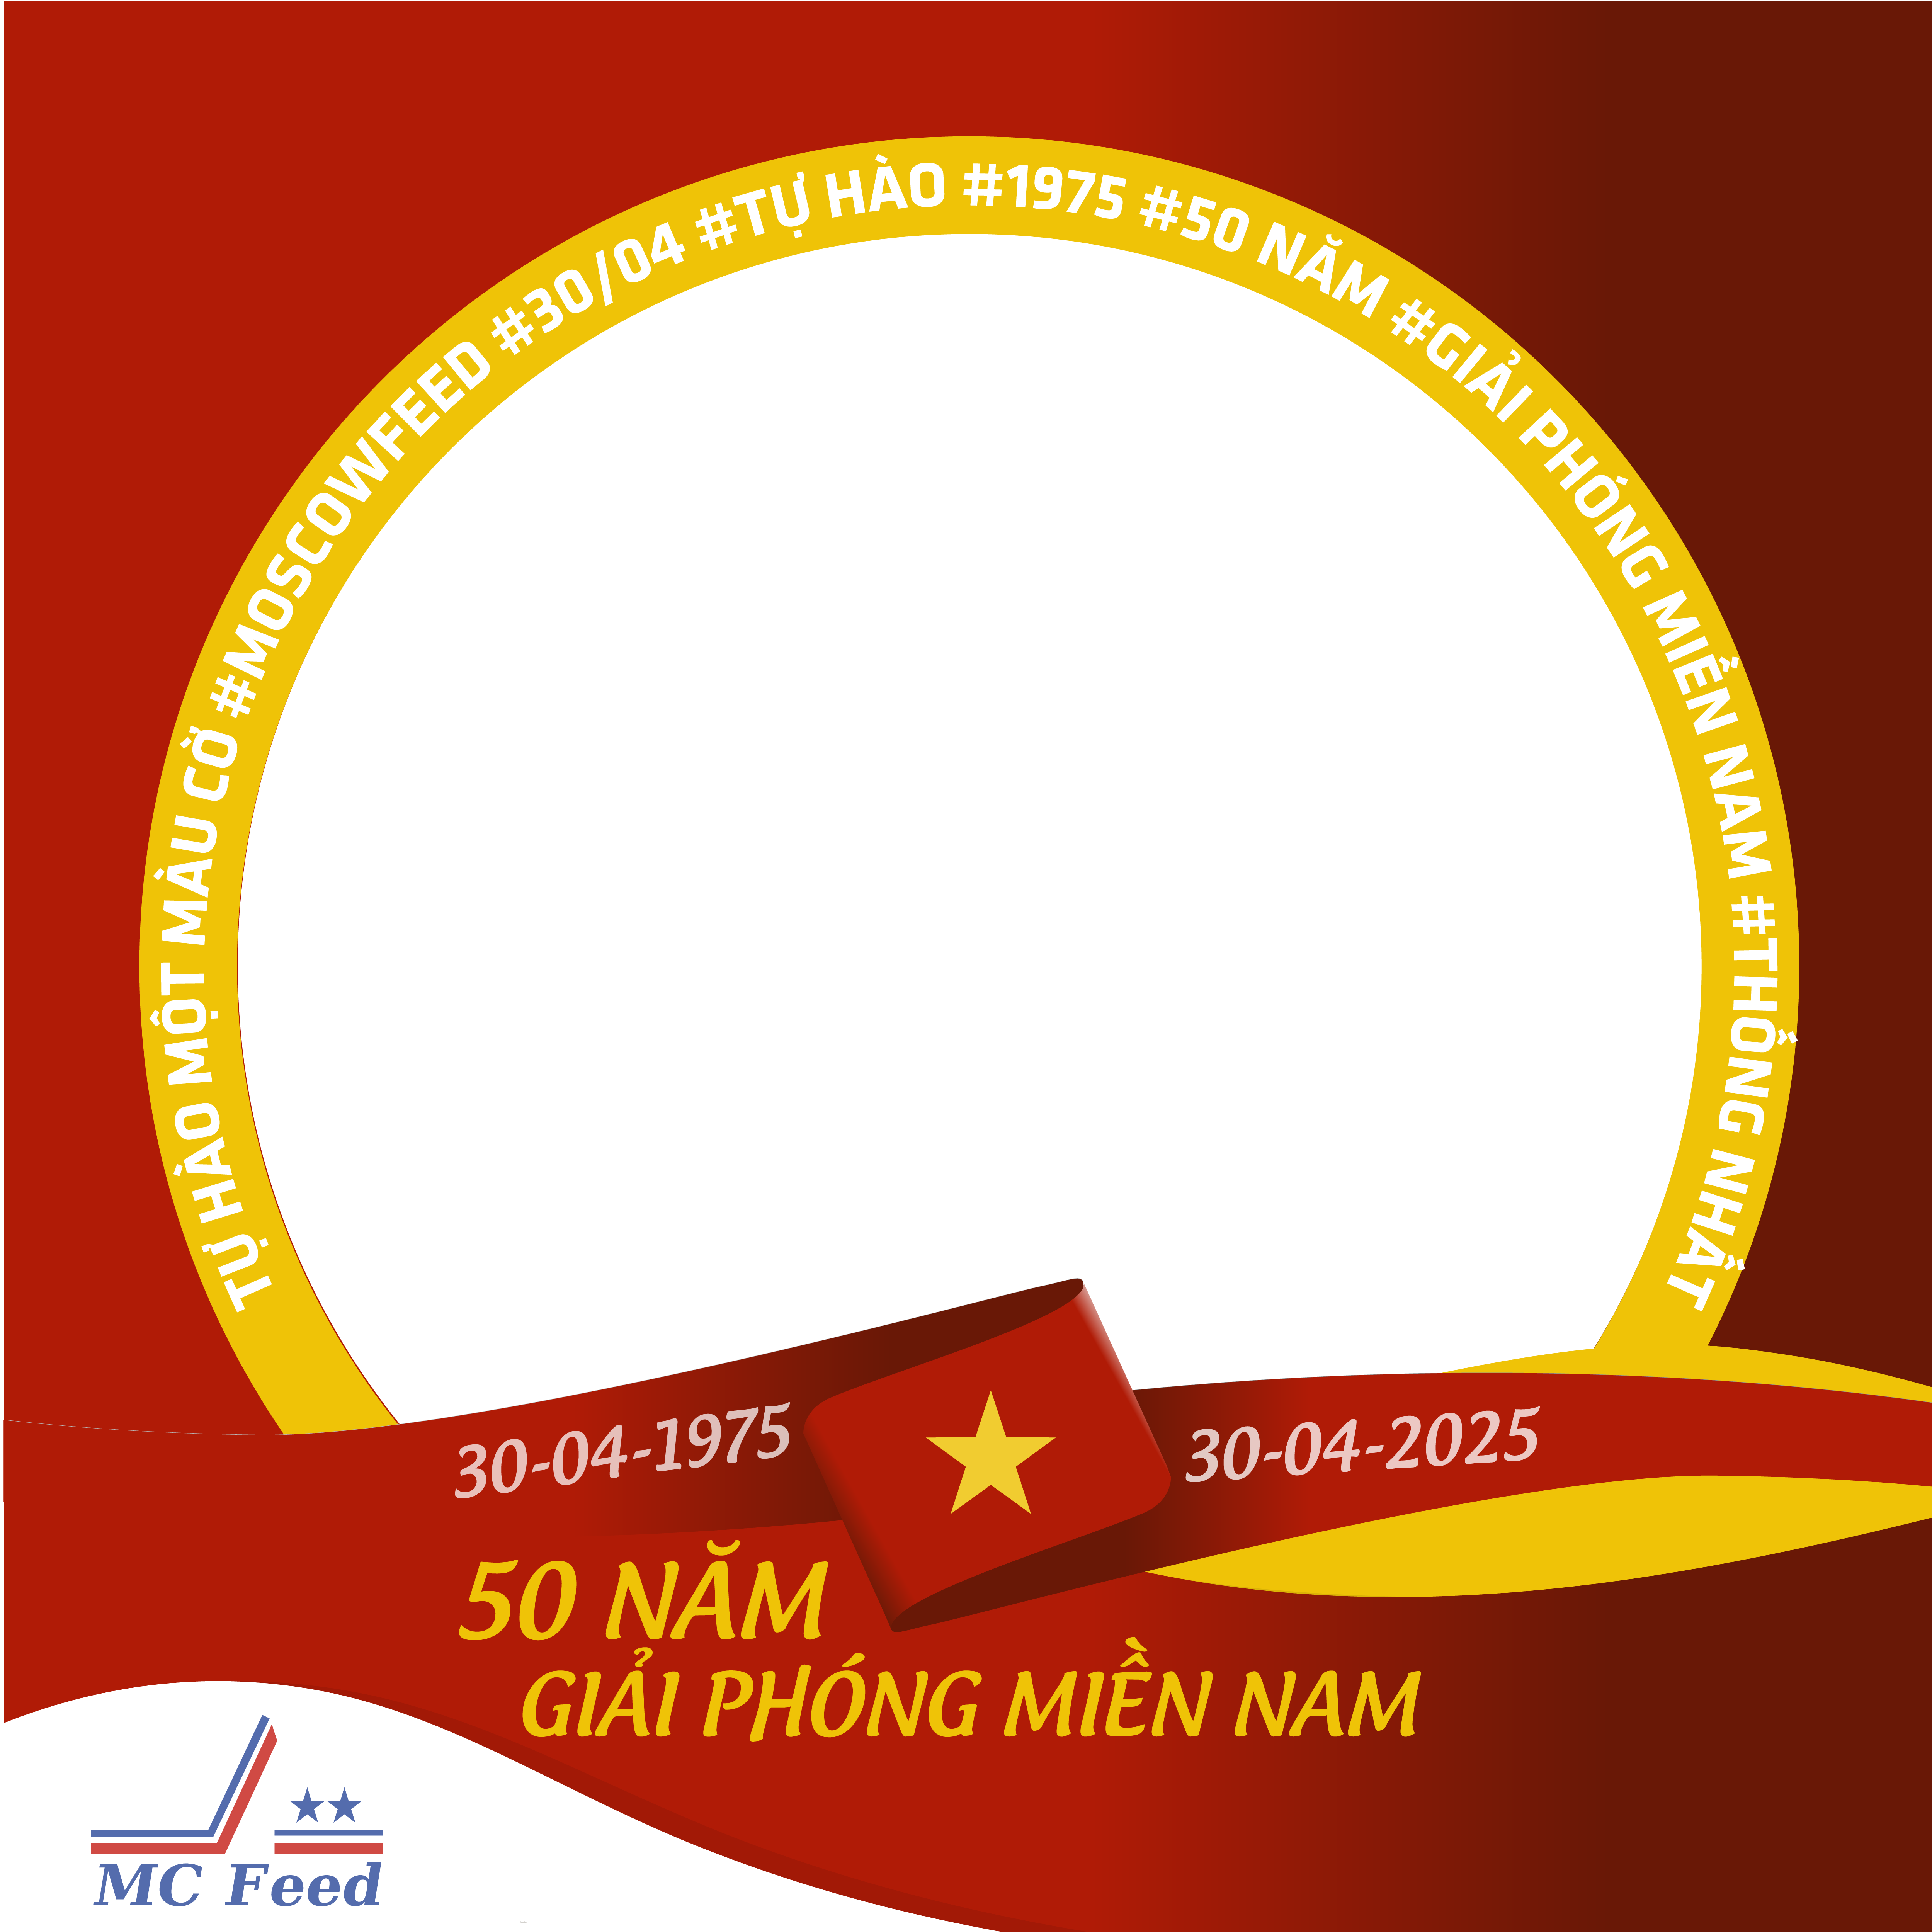 TỰ HÀO MỘT MÀU CỜ #MOSCOWFEED #30/04 #TỰ HÀO #1975 #50 NĂM #GIẢI PHÓNG MIỀN NAM #THỐNG NHẤT
30-04-1975
30-04-2025
50 NĂM
GIẢI PHÓNG MIỀN NAM
MC Feed